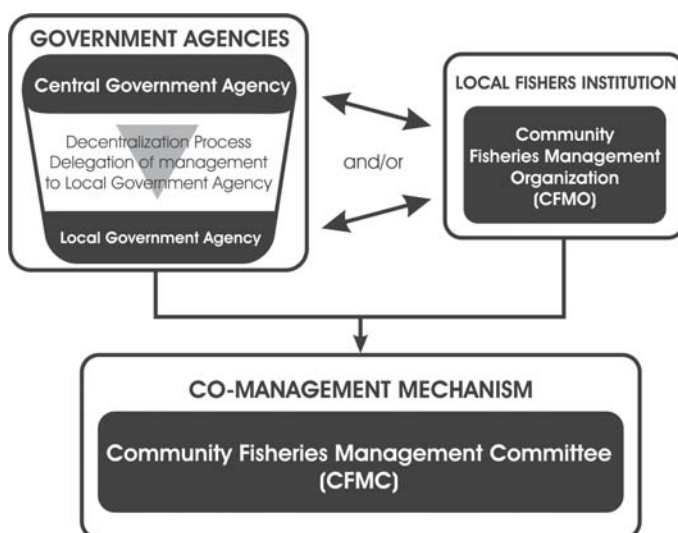 GOVERNMENT AGENCIES
Central Government Agency
Decentralization Process
Delegation of management
to Local Government Agency
Local Government Agency
and/or
LOCAL FISHERS INSTITUTION
Community
Fisheries Management
Organization
(CFMO)
CO-MANAGEMENT MECHANISM
Community Fisheries Management Committee
(CFMC)